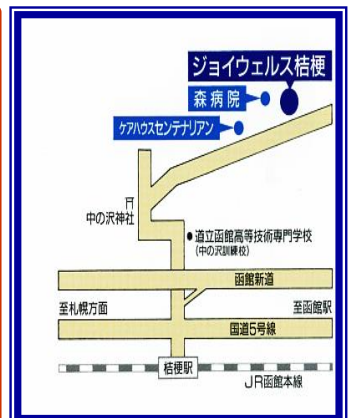 ジョイウェルス桔梗
森病院
ケアハウスセンテナリアン
中の沢神社
道立函館高等技術専門学校
(中の沢訓練校)
函館新道
至札幌方面
至函館駅
国道5号線
桔梗駅
JR函館本線